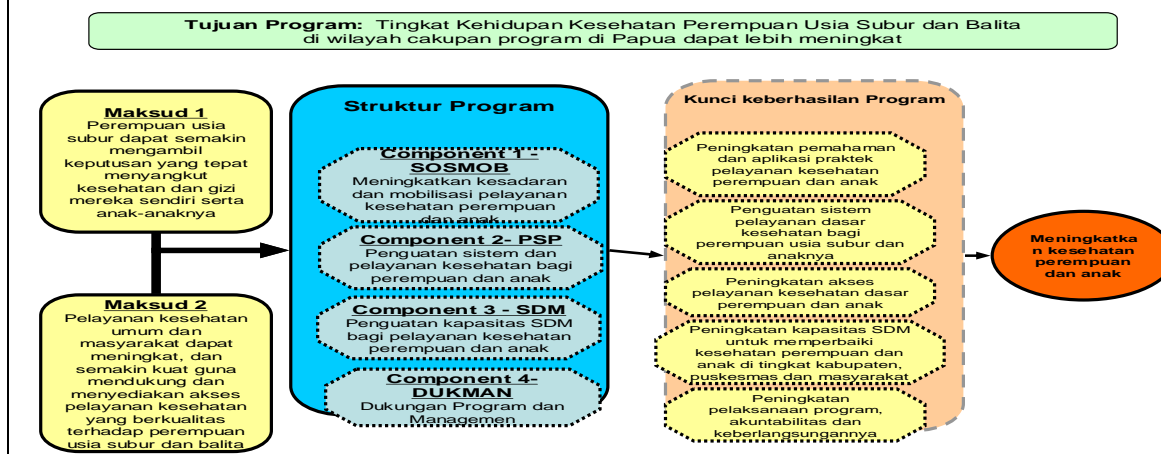 Tujuan Program: Tingkat Kehidupan Kesehatan Perempuan Usia Subur dan Balita
di wilayah cakupan program di Papua dapat lebih meningkat
Maksud 1
Perempuan usia
subur dapat semakin
mengambil
keputusan yang tepat
menyangkut
kesehatan dan gizi
mereka sendiri serta
anak-anaknya
Maksud 2
Pelayanan kesehatan
umum dan
masyarakat dapat
meningkat, dan
semakin kuat guna
mendukung dan
menyediakan akses
pelayanan kesehatan
yang berkualitas
terhadap perempuan
usia subur dan balita
Struktur Program
Component 1 -
SOSMOB
Meningkatkan kesadaran
dan mobilisasi pelayanan
kesehatan perempuan
dan anak
Component 2- PSP
Penguatan sistem dan
pelayanan kesehatan bagi
perempuan dan anak
Component 3 - SDM
Penguatan kapasitas SDM
bagi pelayanan kesehatan
perempuan dan anak
Component 4-
DUKMAN
Dukungan Program dan
Managemen
Kunci keberhasilan Program
Peningkatan pemahaman
dan aplikasi praktek
pelayanan kesehatan
perempuan dan anak
Penguatan sistem
pelayanan dasar
kesehatan bagi
perempuan usia subur dan
anaknya
Peningkatan akses
pelayanan kesehatan dasar
perempuan dan anak
Peningkatan kapasitas SDM
untuk memperbaiki
kesehatan perempuan dan
anak di tingkat kabupaten,
puskesmas dan masyarakat
Peningkatan
pelaksanaan program,
akuntabilitas dan
keberlangsungannya
Meningkatka
n kesehatan
perempuan
dan anak